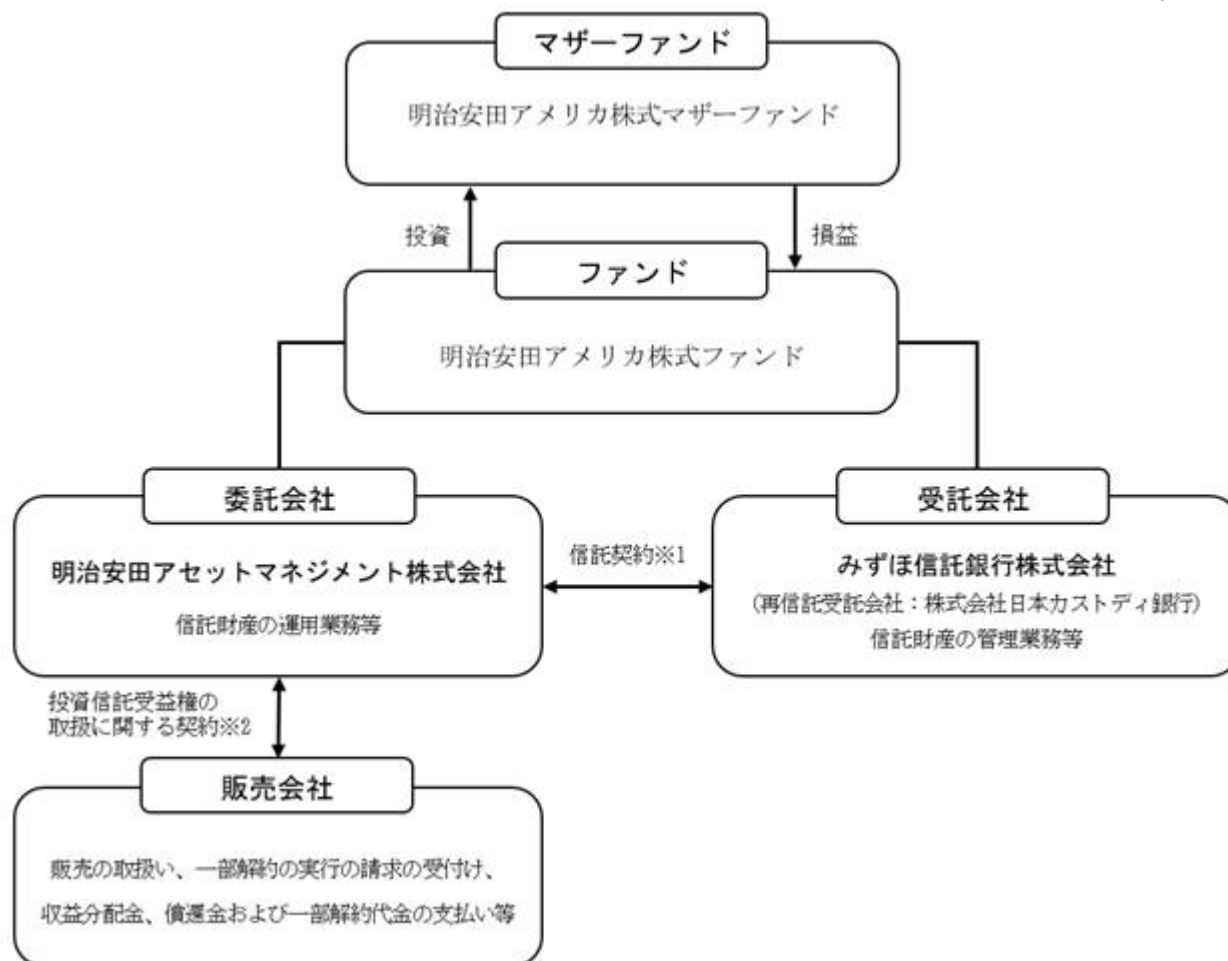 マザーファンド
明治安田アメリカ株式マザーファンド
投資
損益
ファンド
明治安田アメリカ株式ファンド
委託会社
明治安田アセットマネジメント株式会社
信託財産の運用業務等
信託契約※1
受託会社
みずほ信託銀行株式会社
(再信託受託会社:株式会社日本カストディ銀行)
信託財産の管理業務等
投資信託受益権の
取扱に関する契約※2
販売会社
販売の取扱い、一部解約の実行の請求の受付け、
収益分配金、償還金および一部解約代金の支払い等